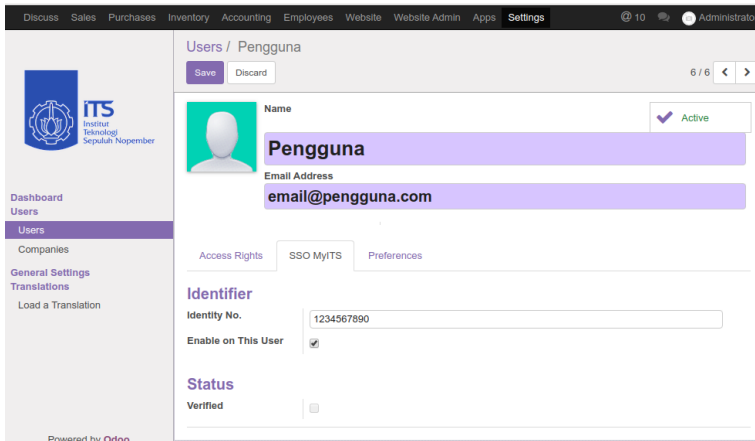 Discuss Sales Purchases Inventory Accounting Employees Website Website Admin Apps Settings @ 10 Administrato
Users / Pengguna
Save Discard 6 / 6
iTS
Institut
Teknologi
Sepuluh Nopember
Name
Active
Pengguna
Email Address
email@pengguna.com
Dashboard
Users
Users
Companies
General Settings
Translations
Load a Translation
Access Rights SSO MyITS Preferences
Identifier
Identity No. 1234567890
Enable on This User
Status
Verified
Powered by Odoo